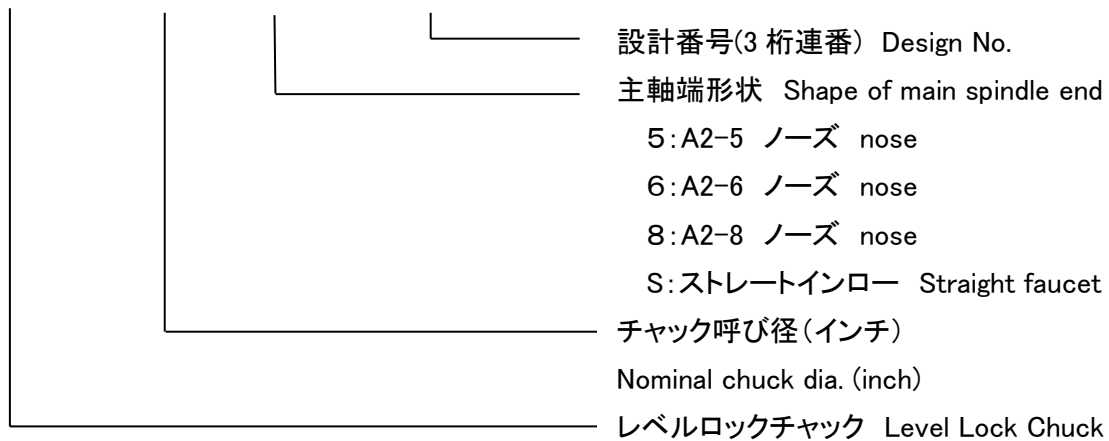 設計番号(3 桁連番) Design No.
主軸端形状 Shape of main spindle end
5:A2-5 ノーズ nose
6:A2-6 ノーズ nose
8:A2-8 ノーズ nose
S:ストレートインロー Straight faucet
チャック呼び径(インチ)
Nominal chuck dia. (inch)
レベルロックチャック Level Lock Chuck